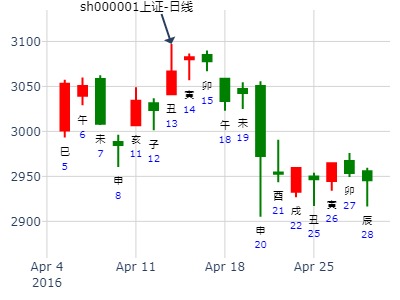 sh000001上证-日线
3100
3050
3000
2950
2900
巳
5
午
6
未
7
申
8
亥
11
子
12
丑
13
寅
14
卯
15
午
18
未
19
申
20
酉
21
戌
22
丑
25
寅
26
卯
27
辰
28
Apr 4
2016
Apr 11
Apr 18
Apr 25